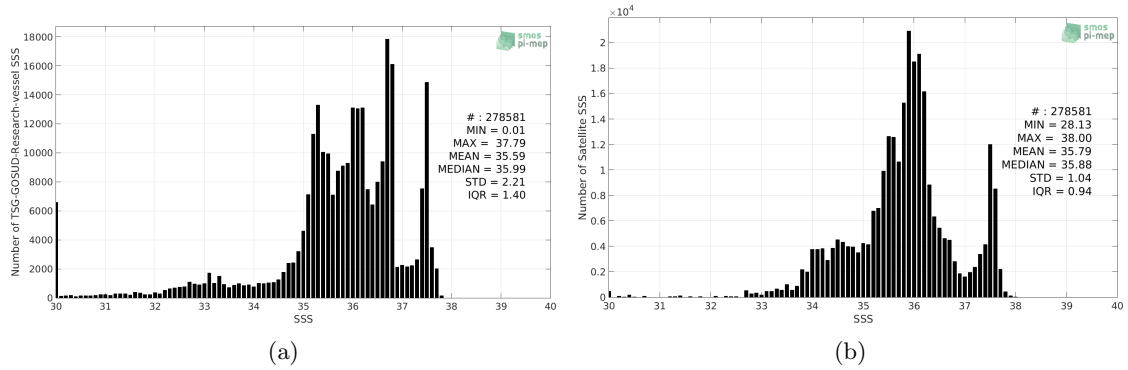 18000
16000
14000
12000
10000
8000
6000
4000
2000
0
Number of TSG-GOSUD-Research-vessel SSS
30 31 32 33 34 35 36 37 38 39 40
SSS
smos
pi-mep
# : 278581
MIN = 0.01
MAX = 37.79
MEAN = 35.59
MEDIAN = 35.99
STD = 2.21
IQR = 1.40
(a)
×10⁴
2
1.8
1.6
1.4
1.2
1
0.8
0.6
0.4
0.2
0
Number of Satellite SSS
30 31 32 33 34 35 36 37 38 39 40
SSS
smos
pi-mep
# : 278581
MIN = 28.13
MAX = 38.00
MEAN = 35.79
MEDIAN = 35.88
STD = 1.04
IQR = 0.94
(b)